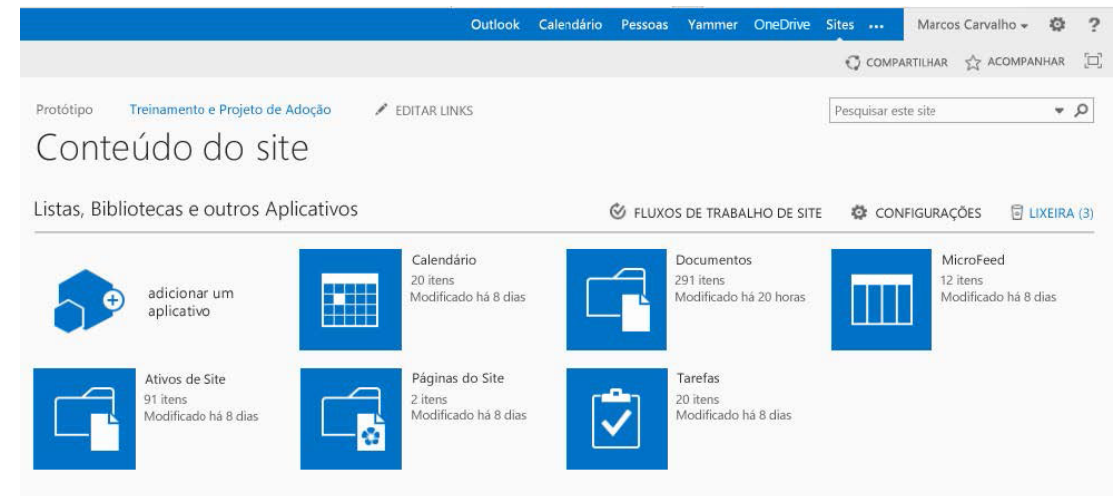 Outlook Calendário Pessoas Yammer OneDrive Sites ••• Marcos Carvalho ?
COMPARTILHAR ACOMPANHAR
Protótipo Treinamento e Projeto de Adoção EDITAR LINKS Pesquisar este site
Conteúdo do site
Listas, Bibliotecas e outros Aplicativos FLUXOS DE TRABALHO DE SITE CONFIGURAÇÕES LIXEIRA (3)
adicionar um
aplicativo
Calendário
20 itens
Modificado há 8 dias
Documentos
291 itens
Modificado há 20 horas
MicroFeed
12 itens
Modificado há 8 dias
Ativos de Site
91 itens
Modificado há 8 dias
Páginas do Site
2 itens
Modificado há 8 dias
Tarefas
20 itens
Modificado há 8 dias